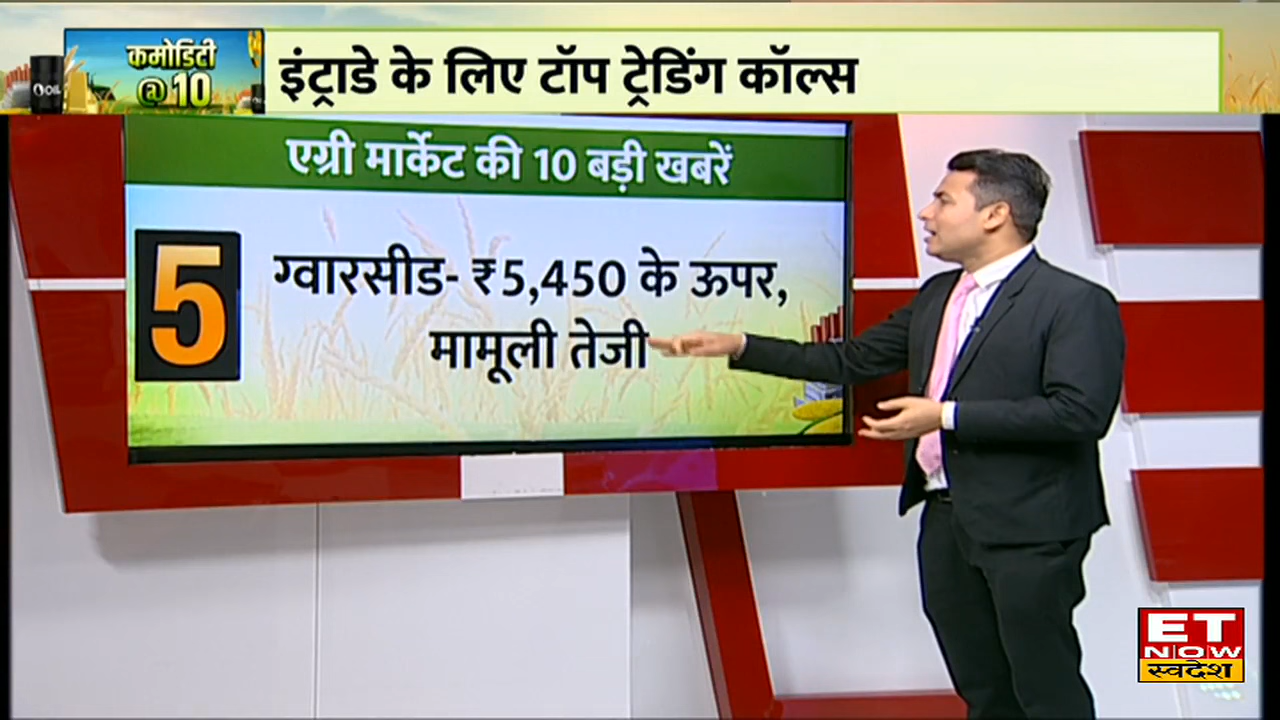 कमोडिटी
@ 10
इंट्राडे के लिए टॉप ट्रेडिंग कॉल्स
OIL
एग्री मार्केट की 10 बड़ी खबरें
5
ग्वारसीड- ₹5,450 के ऊपर,
मामूली तेजी
ET
NOW
स्वदेश